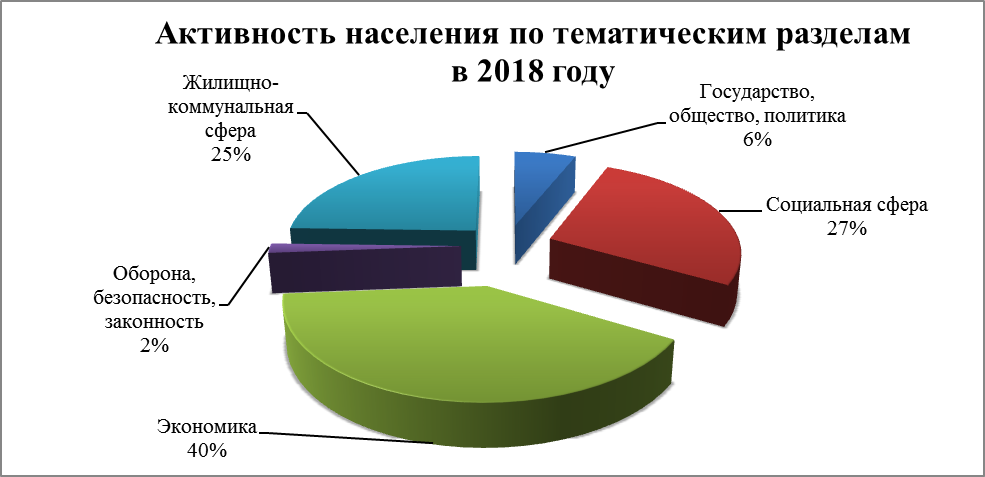 Активность населения по тематическим разделам
в 2018 году
Жилищно-
коммунальная
сфера
25%
Государство,
общество, политика
6%
Социальная сфера
27%
Оборона,
безопасность,
законность
2%
Экономика
40%